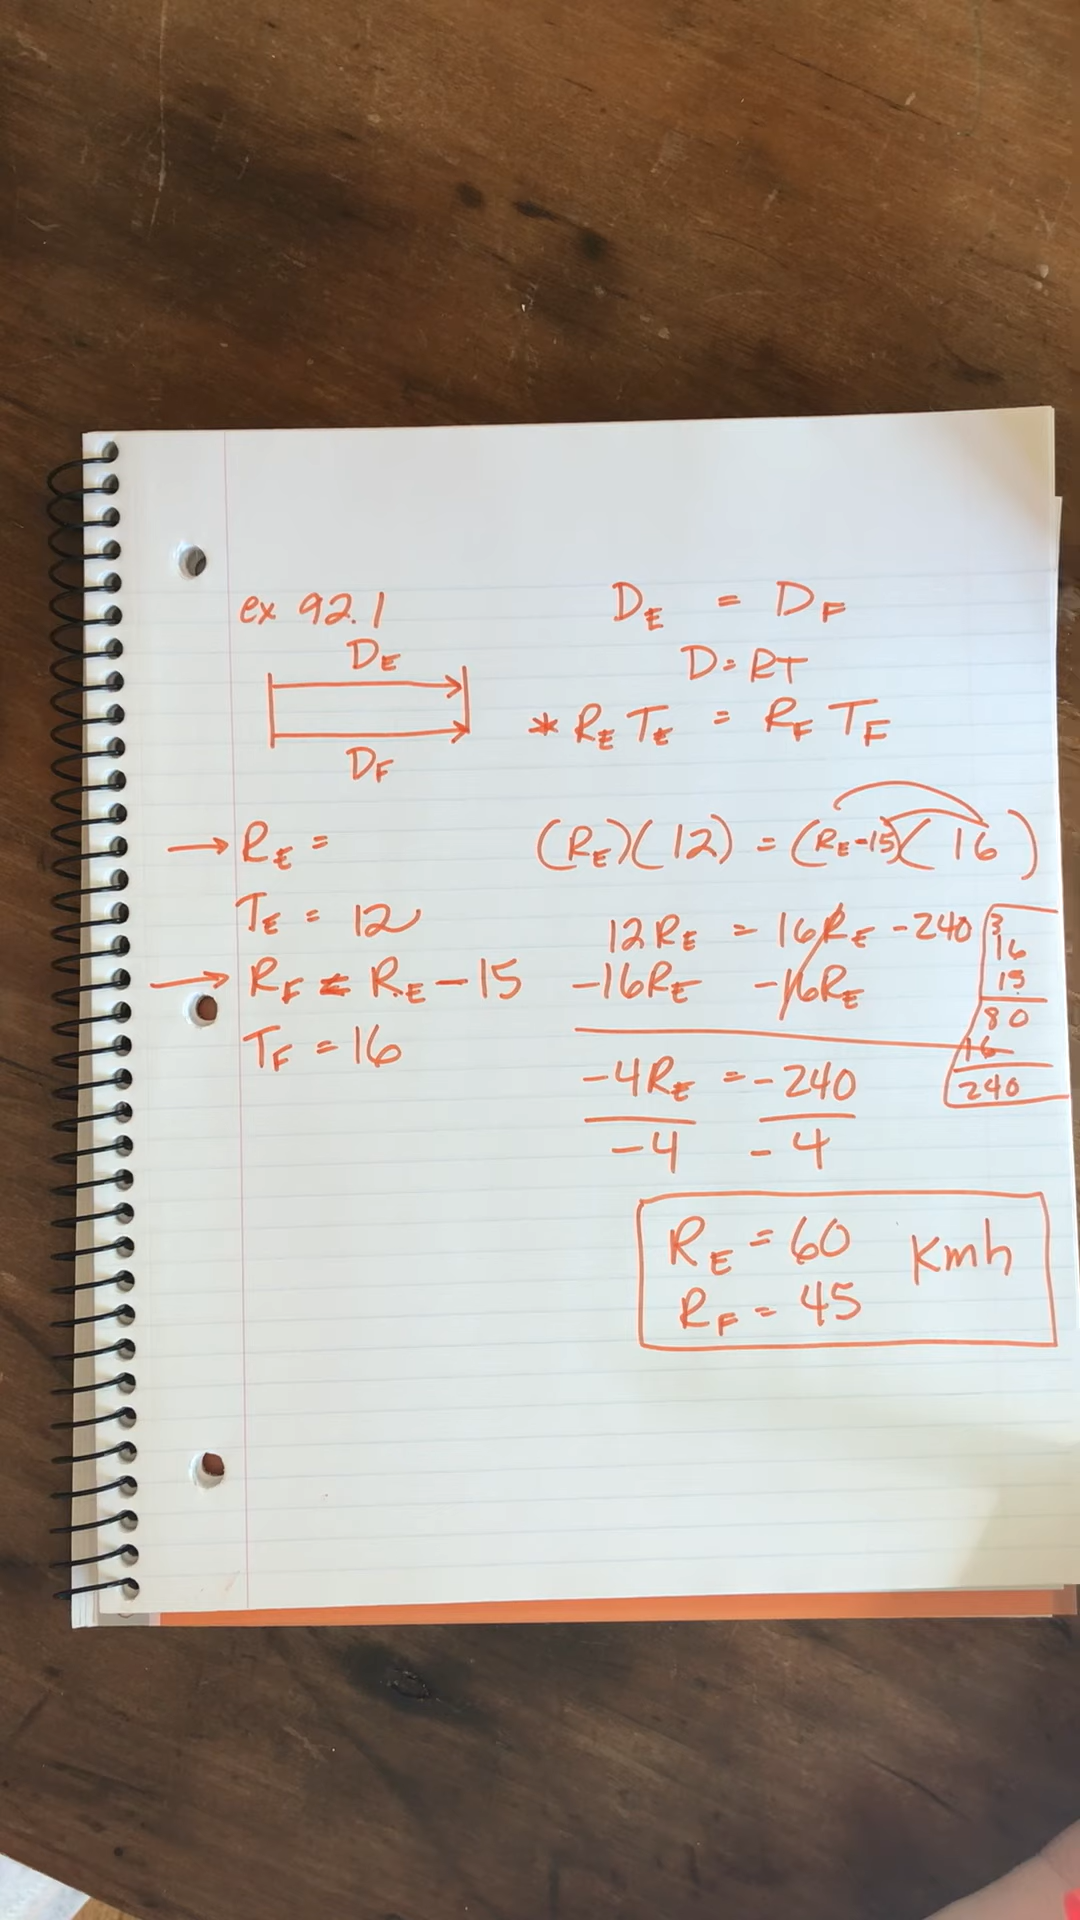 ex 92.1
D_E
D_F
D_E = D_F
D = RT
* R_E T_E = R_F T_F
→ R_E =
T_E = 12
→ R_F = R_E - 15
T_F = 16
(R_E)(12) = (R_E-15)(16)
12R_E = 16R_E - 240
-16R_E -16R_E
-4R_E = -240
-4 -4
3
16
15
80
16
240
R_E = 60 Kmh
R_F = 45